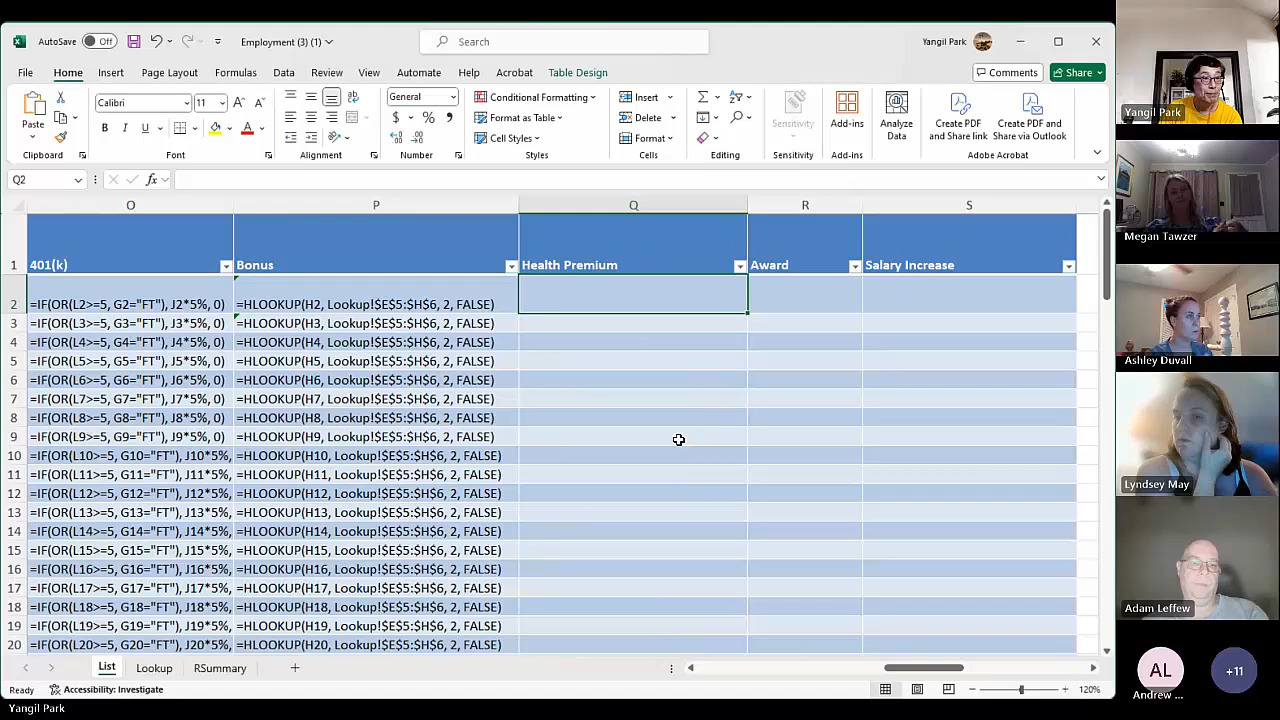 AutoSave Off Employment (3) (1) Search Yangil Park
File Home Insert Page Layout Formulas Data Review View Automate Help Acrobat Table Design Comments Share
Paste
Calibri 11
B I U
General
$ % ,
Conditional Formatting
Format as Table
Cell Styles
Insert
Delete
Format
Sensitivity
Add-ins
Analyze Data
Create PDF and Share link
Create PDF and Share via Outlook
Clipboard Font Alignment Number Styles Cells Editing Sensitivity Add-ins Adobe Acrobat
Q2 fx
O P Q R S
1 401(k) Bonus Health Premium Award Salary Increase
2 =IF(OR(L2>=5, G2="FT"), J2*5%, 0) =HLOOKUP(H2, Lookup!$E$5:$H$6, 2, FALSE)
3 =IF(OR(L3>=5, G3="FT"), J3*5%, 0) =HLOOKUP(H3, Lookup!$E$5:$H$6, 2, FALSE)
4 =IF(OR(L4>=5, G4="FT"), J4*5%, 0) =HLOOKUP(H4, Lookup!$E$5:$H$6, 2, FALSE)
5 =IF(OR(L5>=5, G5="FT"), J5*5%, 0) =HLOOKUP(H5, Lookup!$E$5:$H$6, 2, FALSE)
6 =IF(OR(L6>=5, G6="FT"), J6*5%, 0) =HLOOKUP(H6, Lookup!$E$5:$H$6, 2, FALSE)
7 =IF(OR(L7>=5, G7="FT"), J7*5%, 0) =HLOOKUP(H7, Lookup!$E$5:$H$6, 2, FALSE)
8 =IF(OR(L8>=5, G8="FT"), J8*5%, 0) =HLOOKUP(H8, Lookup!$E$5:$H$6, 2, FALSE)
9 =IF(OR(L9>=5, G9="FT"), J9*5%, 0) =HLOOKUP(H9, Lookup!$E$5:$H$6, 2, FALSE)
10 =IF(OR(L10>=5, G10="FT"), J10*5%, =HLOOKUP(H10, Lookup!$E$5:$H$6, 2, FALSE)
11 =IF(OR(L11>=5, G11="FT"), J11*5%, =HLOOKUP(H11, Lookup!$E$5:$H$6, 2, FALSE)
12 =IF(OR(L12>=5, G12="FT"), J12*5%, =HLOOKUP(H12, Lookup!$E$5:$H$6, 2, FALSE)
13 =IF(OR(L13>=5, G13="FT"), J13*5%, =HLOOKUP(H13, Lookup!$E$5:$H$6, 2, FALSE)
14 =IF(OR(L14>=5, G14="FT"), J14*5%, =HLOOKUP(H14, Lookup!$E$5:$H$6, 2, FALSE)
15 =IF(OR(L15>=5, G15="FT"), J15*5%, =HLOOKUP(H15, Lookup!$E$5:$H$6, 2, FALSE)
16 =IF(OR(L16>=5, G16="FT"), J16*5%, =HLOOKUP(H16, Lookup!$E$5:$H$6, 2, FALSE)
17 =IF(OR(L17>=5, G17="FT"), J17*5%, =HLOOKUP(H17, Lookup!$E$5:$H$6, 2, FALSE)
18 =IF(OR(L18>=5, G18="FT"), J18*5%, =HLOOKUP(H18, Lookup!$E$5:$H$6, 2, FALSE)
19 =IF(OR(L19>=5, G19="FT"), J19*5%, =HLOOKUP(H19, Lookup!$E$5:$H$6, 2, FALSE)
20 =IF(OR(L20>=5, G20="FT"), J20*5%, =HLOOKUP(H20, Lookup!$E$5:$H$6, 2, FALSE)
List Lookup RSummary
Ready Accessibility: Investigate 120%
Yangil Park
Yangil Park
Megan Tawzer
Ashley Duvall
Lyndsey May
Adam Leffew
AL +11
Andrew ...